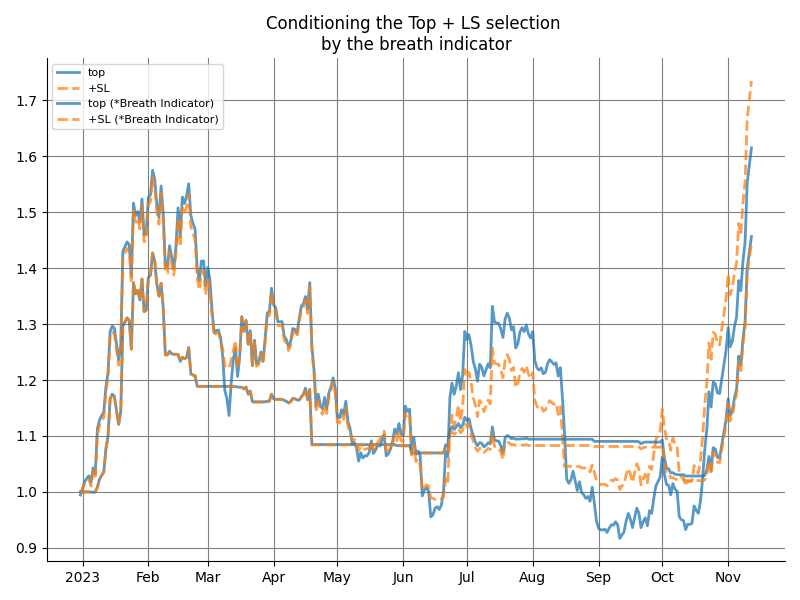 Conditioning the Top + LS selection
by the breath indicator
top
+SL
top (*Breath Indicator)
+SL (*Breath Indicator)
1.7
1.6
1.5
1.4
1.3
1.2
1.1
1.0
0.9
2023 Feb Mar Apr May Jun Jul Aug Sep Oct Nov